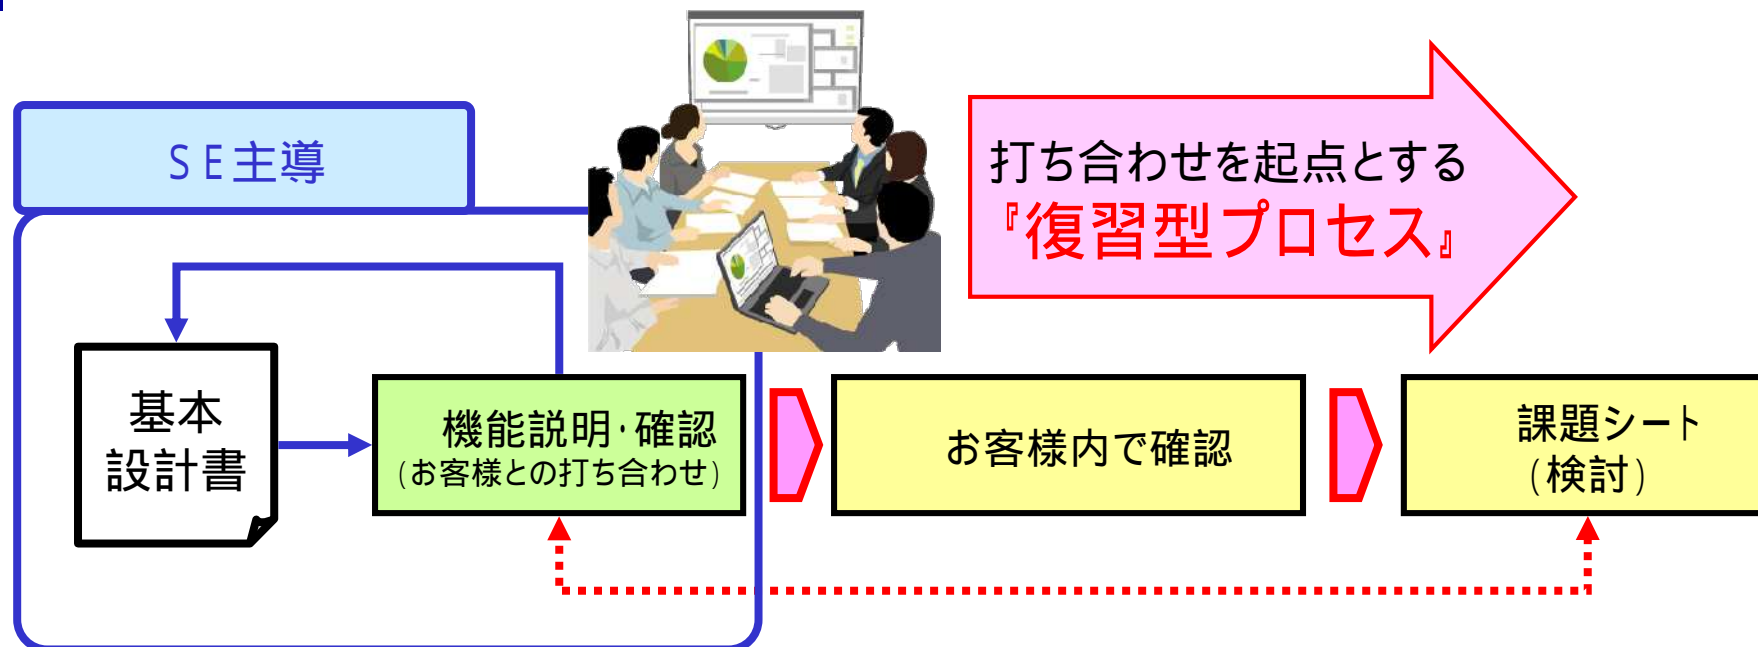 SE主導
打ち合わせを起点とする
『復習型プロセス』
基本
設計書
機能説明・確認
(お客様との打ち合わせ)
お客様内で確認
課題シート
(検討)